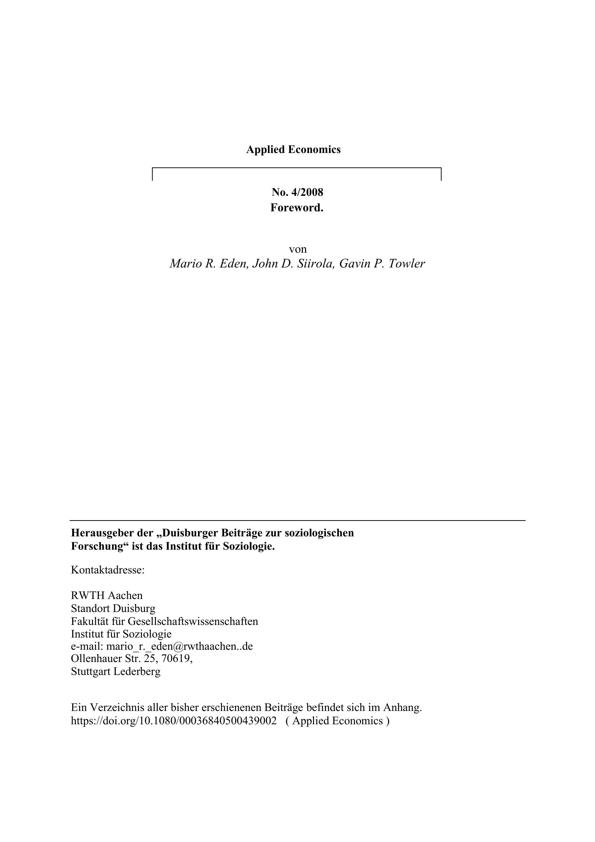 Applied Economics
No. 4/2008
Foreword.
von
Mario R. Eden, John D. Siirola, Gavin P. Towler
Herausgeber der „Duisburger Beiträge zur soziologischen
Forschung“ ist das Institut für Soziologie.
Kontaktadresse:
RWTH Aachen
Standort Duisburg
Fakultät für Gesellschaftswissenschaften
Institut für Soziologie
e-mail: mario_r._eden@rwthaachen..de
Ollenhauer Str. 25, 70619,
Stuttgart Lederberg
Ein Verzeichnis aller bisher erschienenen Beiträge befindet sich im Anhang.
https://doi.org/10.1080/00036840500439002 ( Applied Economics )